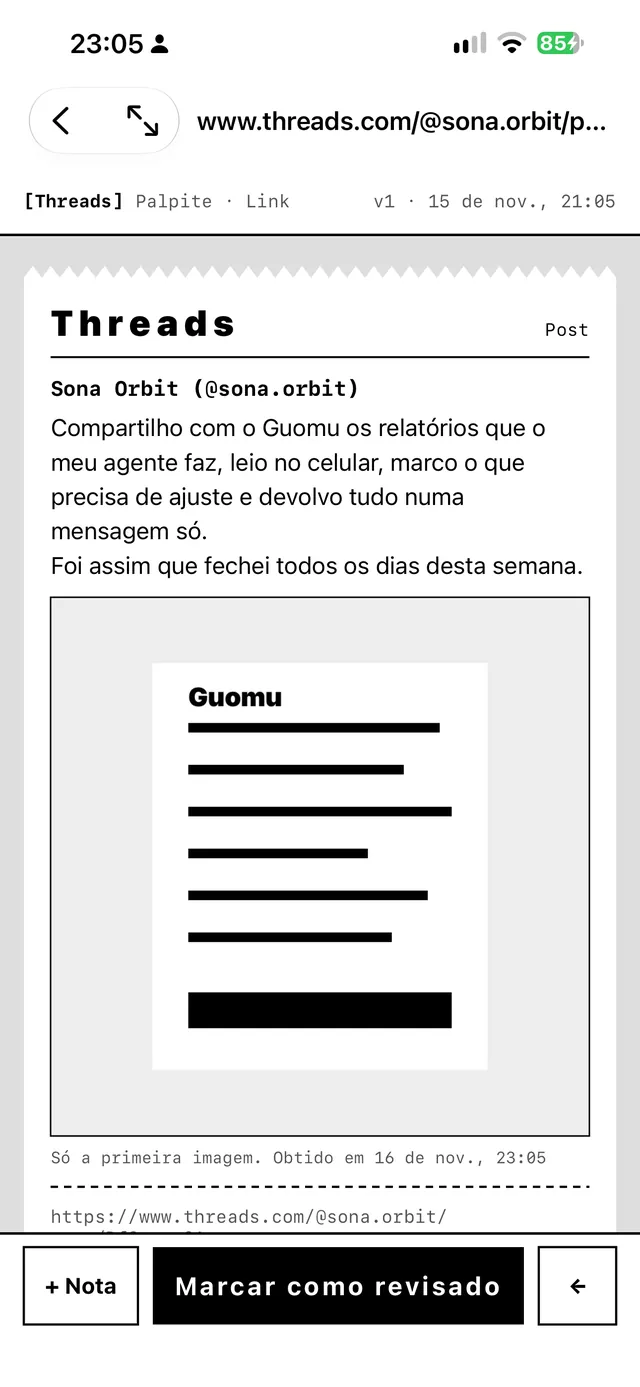 23:05
85
www.threads.com/@sona.orbit/p...
[Threads] Palpite · Link
v1 · 15 de nov., 21:05
Threads
Post
Sona Orbit (@sona.orbit)
Compartilho com o Guomu os relatórios que o
meu agente faz, leio no celular, marco o que
precisa de ajuste e devolvo tudo numa
mensagem só.
Foi assim que fechei todos os dias desta semana.
Guomu
Só a primeira imagem. Obtido em 16 de nov., 23:05
https://www.threads.com/@sona.orbit/
+ Nota
Marcar como revisado
←